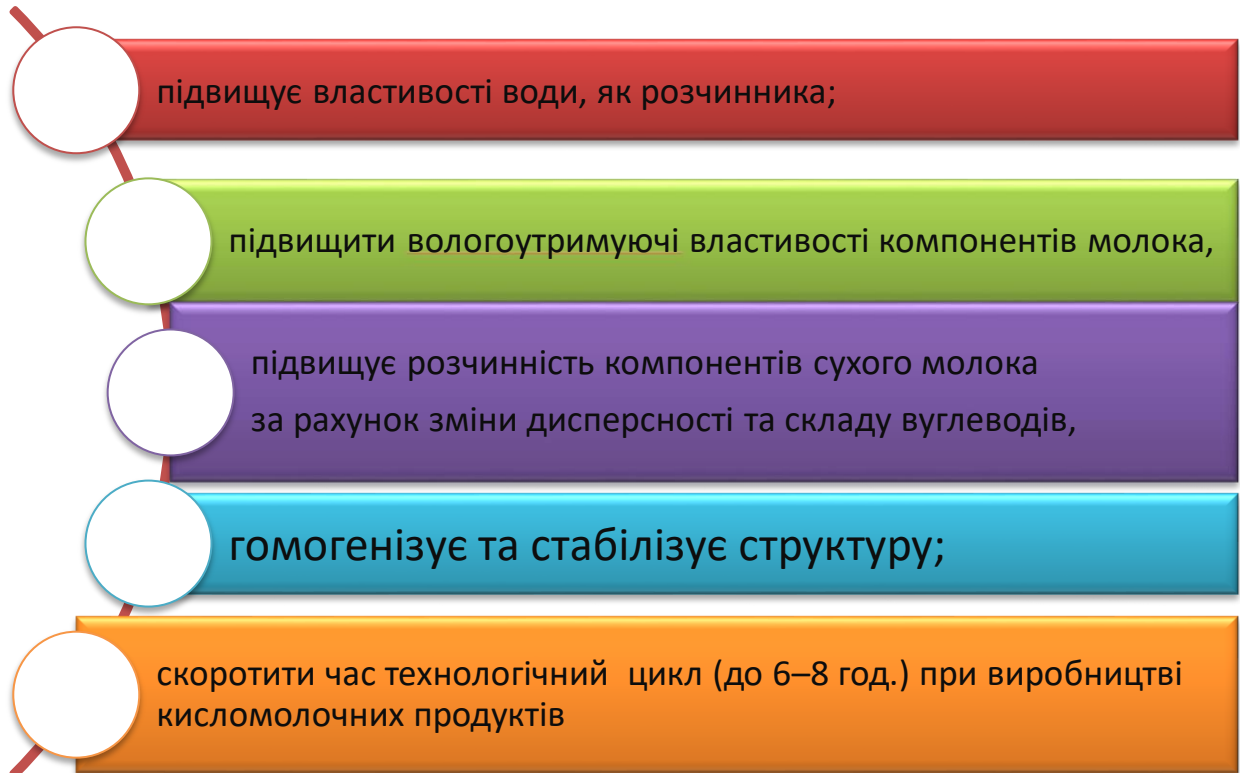 підвищує властивості води, як розчинника;
підвищити вологоутримуючі властивості компонентів молока,
підвищує розчинність компонентів сухого молока
за рахунок зміни дисперсності та складу вуглеводів,
гомогенізує та стабілізує структуру;
скоротити час технологічний  цикл (до 6–8 год.) при виробництві
кисломолочних продуктів